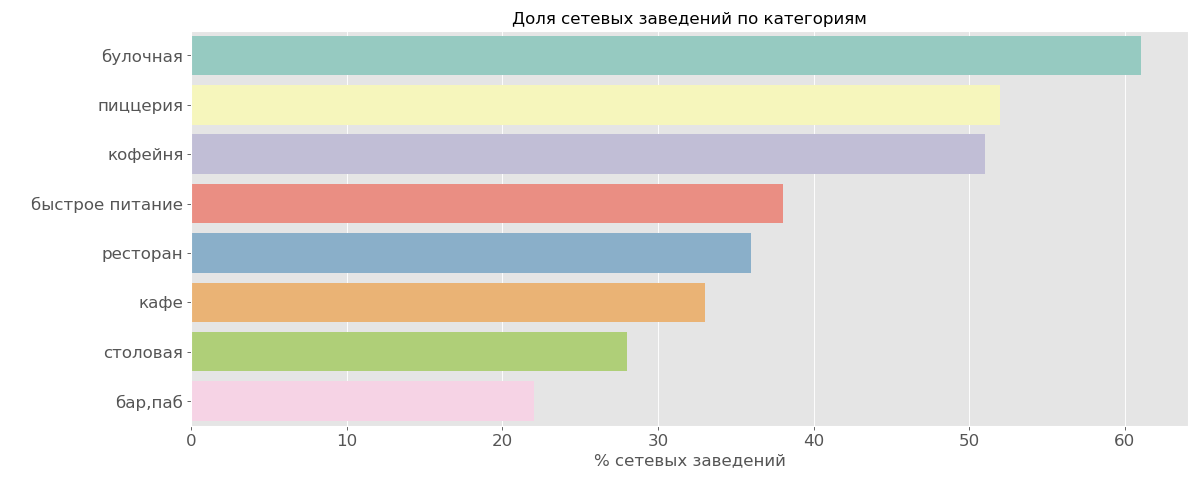 Доля сетевых заведений по категориям
булочная
пиццерия
кофейня
быстрое питание
ресторан
кафе
столовая
бар,паб
0 10 20 30 40 50 60
% сетевых заведений